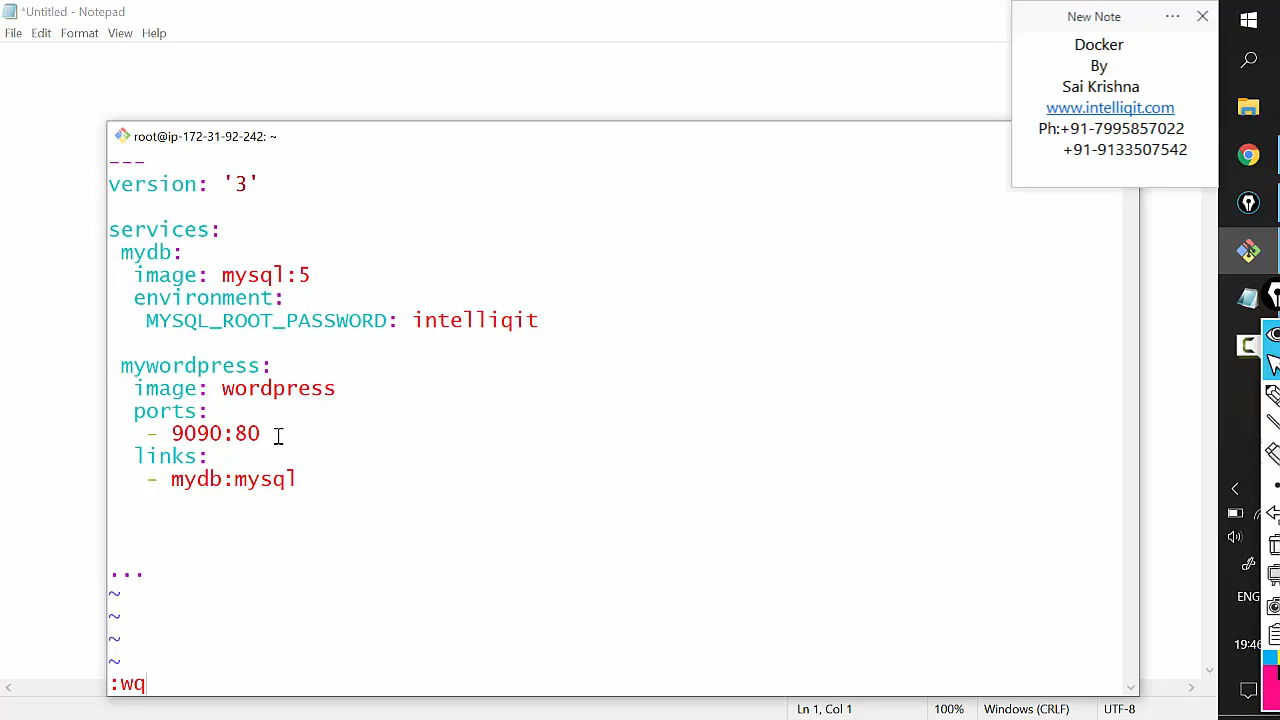 *Untitled - Notepad
File Edit Format View Help
New Note
Docker
By
Sai Krishna
www.intelliqit.com
Ph:+91-7995857022
+91-9133507542
root@ip-172-31-92-242: ~
---
version: '3'
services:
mydb:
image: mysql:5
environment:
MYSQL_ROOT_PASSWORD: intelliqit
mywordpress:
image: wordpress
ports:
- 9090:80
links:
- mydb:mysql
...
~
~
~
~
:wq
Ln 1, Col 1 100% Windows (CRLF) UTF-8
ENG
19:46